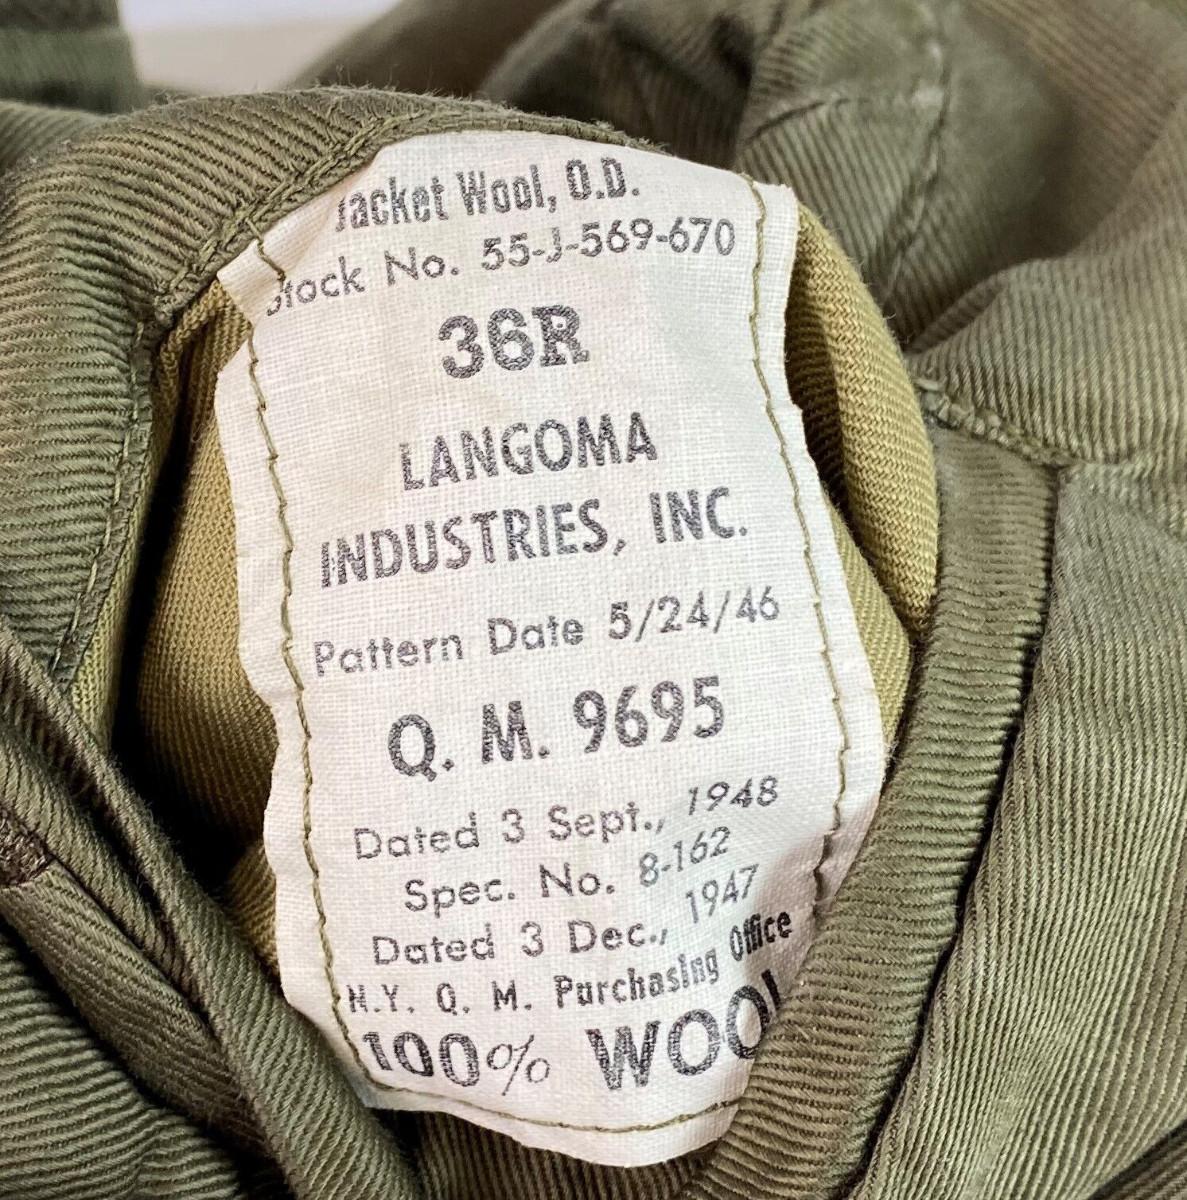 Jacket Wool, O.D.
Stock No. 55-J-569-670
36R
LANGOMA
INDUSTRIES, INC.
Pattern Date 5/24/46
Q. M. 9695
Dated 3 Sept., 1948
Spec. No. 8-162
Dated 3 Dec., 1947
N.Y. Q. M. Purchasing Office
100% WOOL